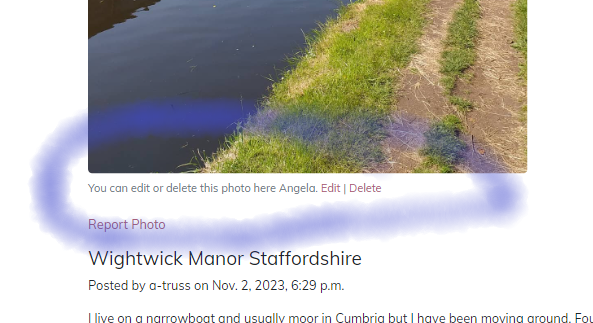 You can edit or delete this photo here Angela. Edit | Delete
Report Photo
Wightwick Manor Staffordshire
Posted by a-truss on Nov. 2, 2023, 6:29 p.m.
I live on a narrowboat and usually moor in Cumbria but I have been moving around.